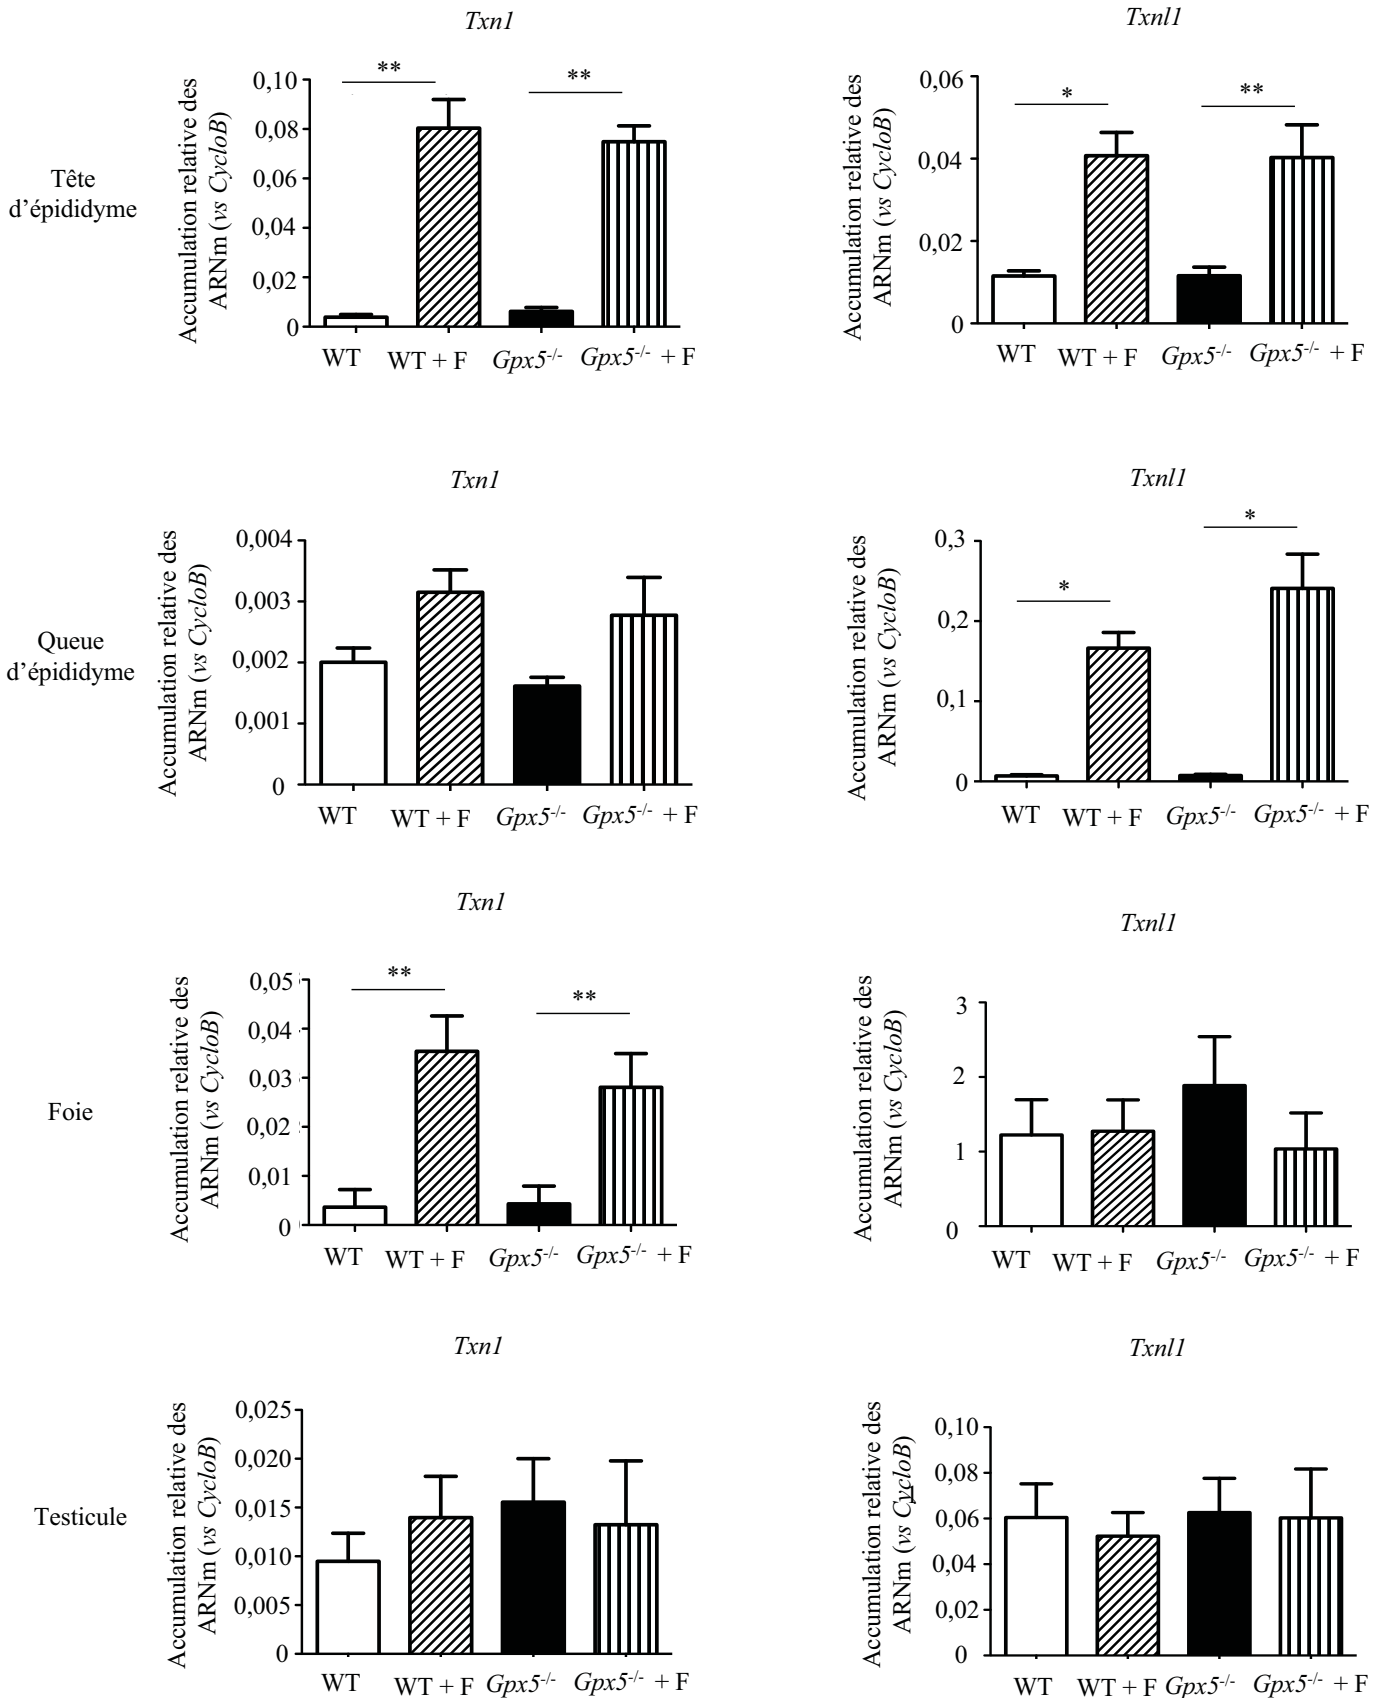 Txn1
Txnl1
Tête
d’épididyme
Accumulation relative des
ARNm (vs CycloB)
0,10
0,08
0,06
0,04
0,02
0
**
**
WT
WT + F
Gpx5-/-
Gpx5-/- + F
Accumulation relative des
ARNm (vs CycloB)
0,06
0,04
0,02
0
*
**
WT
WT + F
Gpx5-/-
Gpx5-/- + F
Txn1
Txnl1
Queue
d’épididyme
Accumulation relative des
ARNm (vs CycloB)
0,004
0,003
0,002
0,001
0
WT
WT + F
Gpx5-/-
Gpx5-/- + F
Accumulation relative des
ARNm (vs CycloB)
0,3
0,2
0,1
0
*
*
WT
WT + F
Gpx5-/-
Gpx5-/- + F
Txn1
Txnl1
Foie
Accumulation relative des
ARNm (vs CycloB)
0,05
0,04
0,03
0,02
0,01
0
**
**
WT
WT + F
Gpx5-/-
Gpx5-/- + F
Accumulation relative des
ARNm (vs CycloB)
3
2
1
0
WT
WT + F
Gpx5-/-
Gpx5-/- + F
Txn1
Txnl1
Testicule
Accumulation relative des
ARNm (vs CycloB)
0,025
0,020
0,015
0,010
0,005
0
WT
WT + F
Gpx5-/-
Gpx5-/- + F
Accumulation relative des
ARNm (vs CycloB)
0,10
0,08
0,06
0,04
0,02
0
WT
WT + F
Gpx5-/-
Gpx5-/- + F